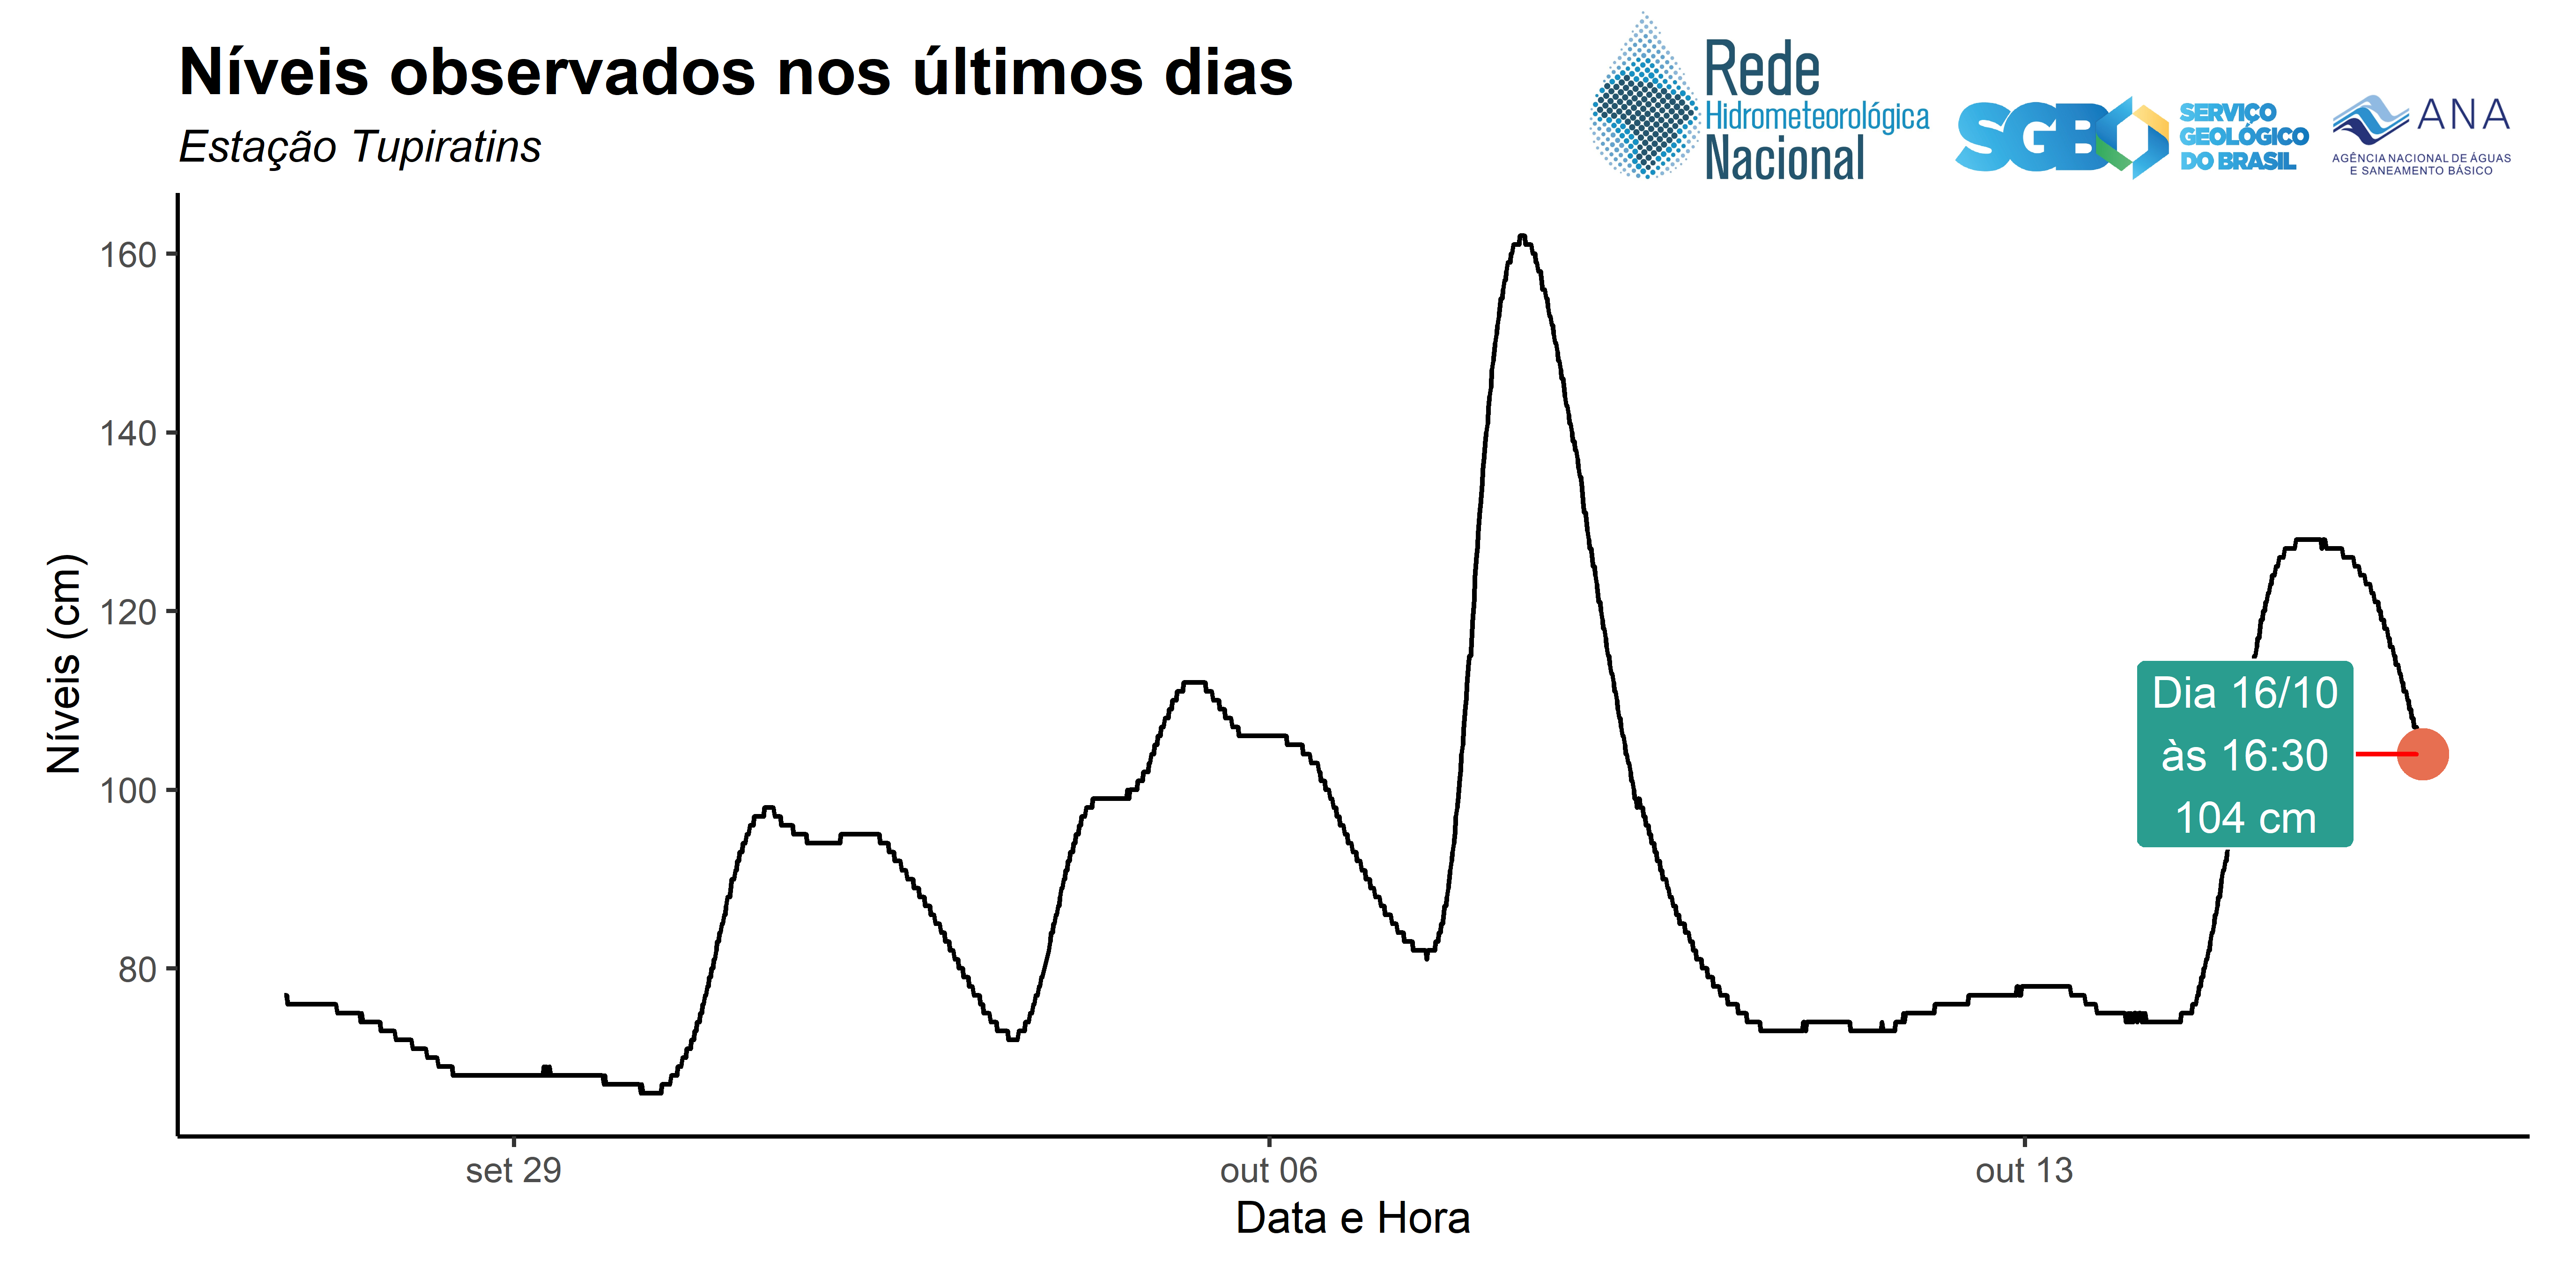 Níveis observados nos últimos dias
Estação Tupiratins
Rede
Hidrometeorológica
Nacional
SGB
SERVIÇO
GEOLÓGICO
DO BRASIL
ANA
AGÊNCIA NACIONAL DE ÁGUAS
E SANEAMENTO BÁSICO
Níveis (cm)
160
140
120
100
80
Dia 16/10
às 16:30
104 cm
set 29
out 06
out 13
Data e Hora